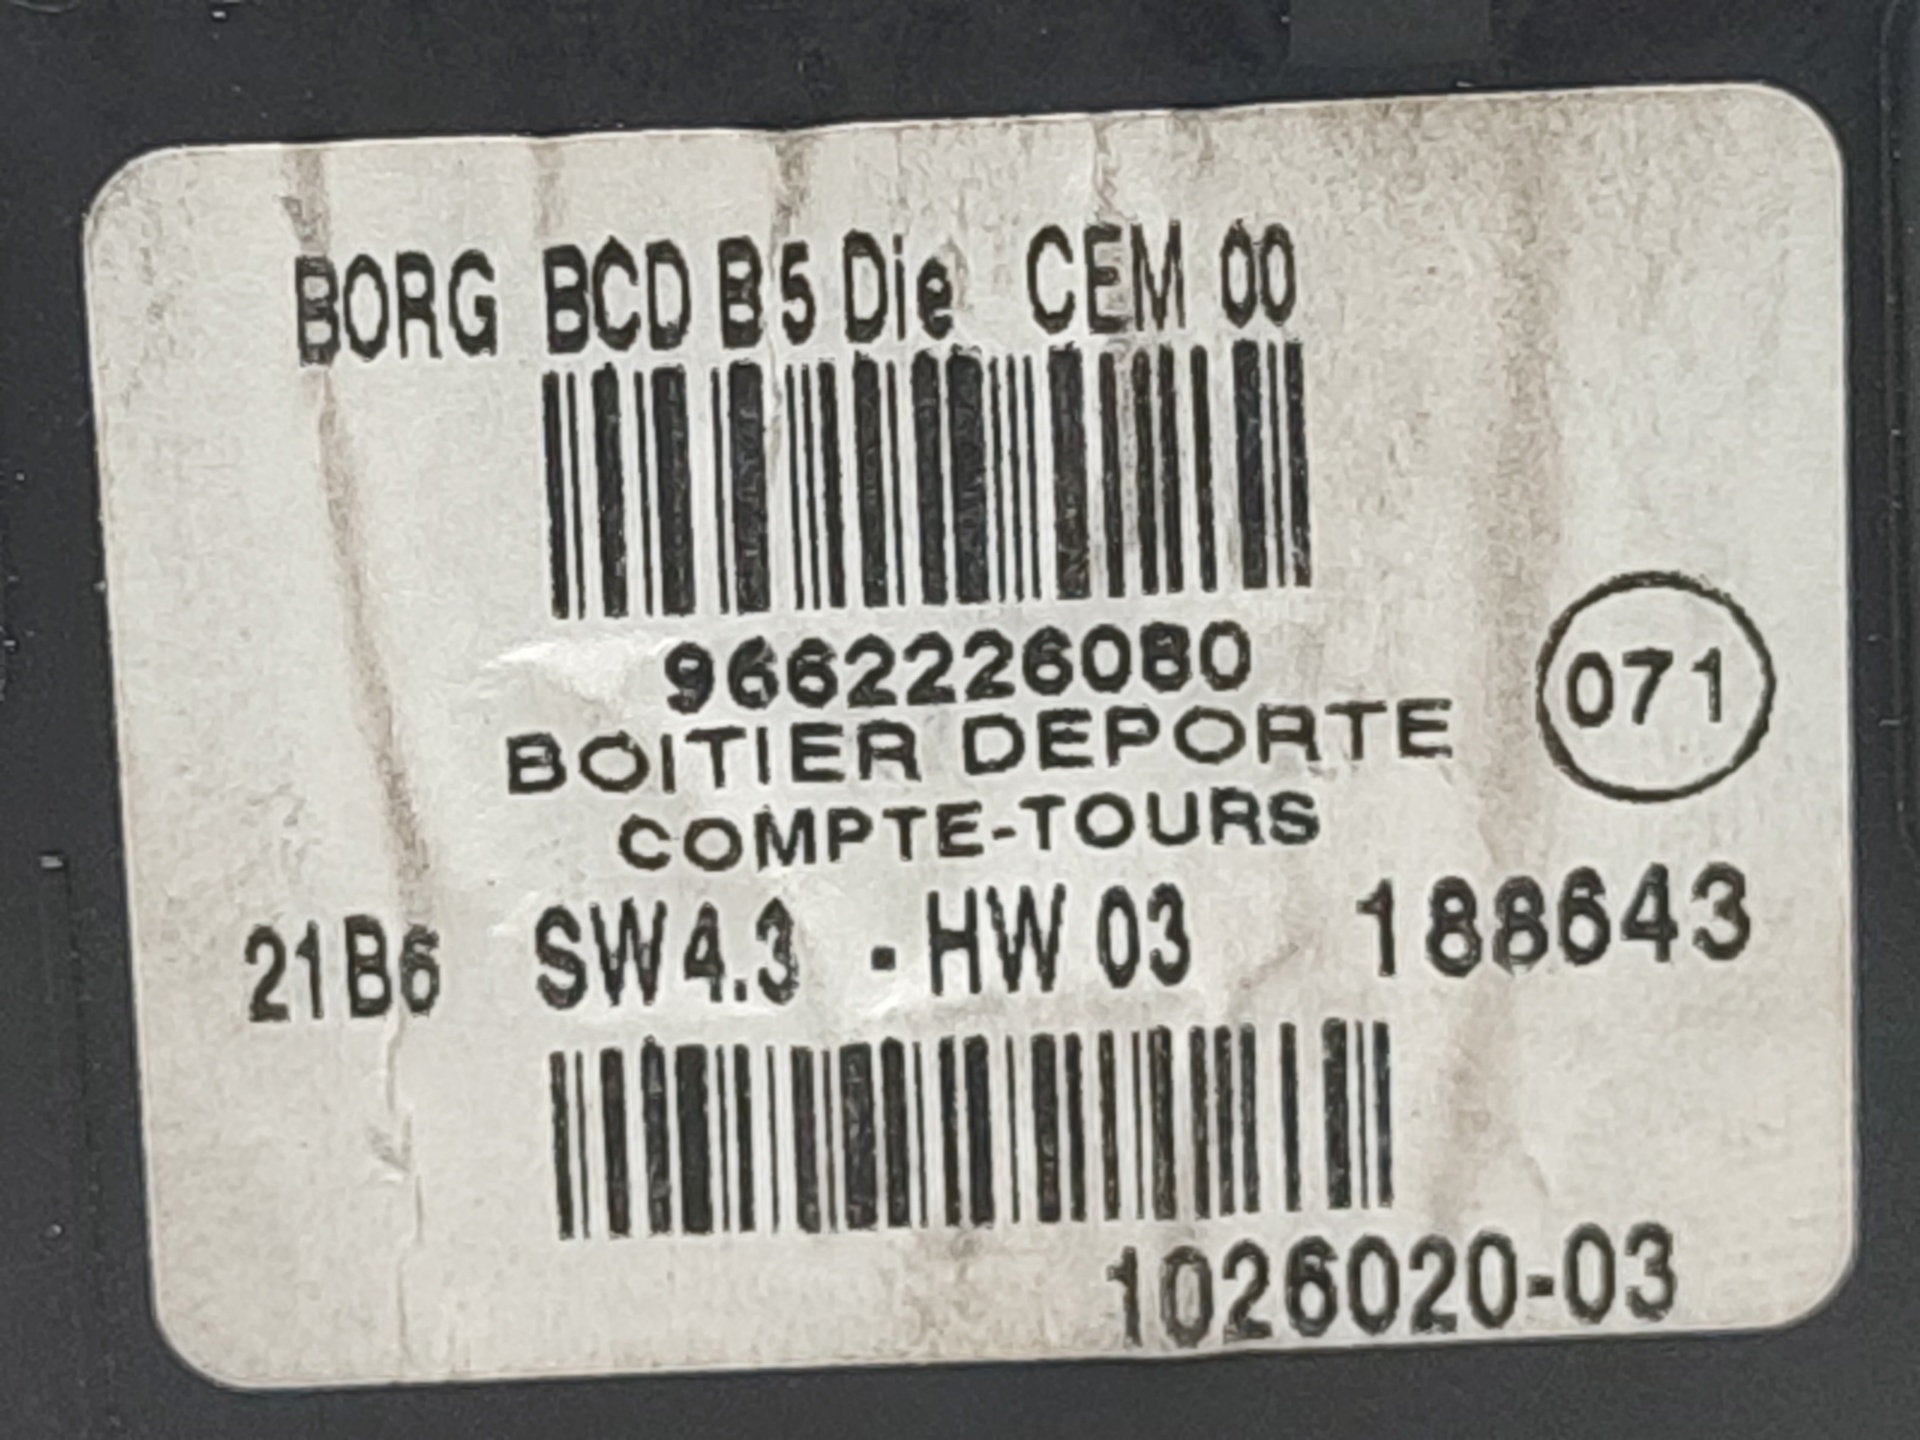 BORG BCD B5 Die CEM 00
9662226080
BOITIER DEPORTE
COMPTE-TOURS
071
21B6 SW4.3 - HW 03 188643
1026020-03